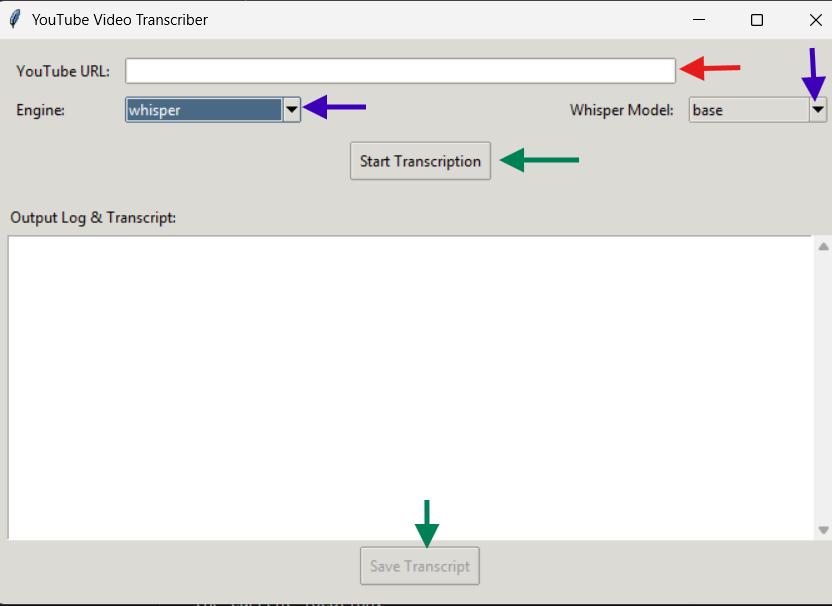 YouTube Video Transcriber
YouTube URL:
Engine: whisper Whisper Model: base
Start Transcription
Output Log & Transcript:
Save Transcript